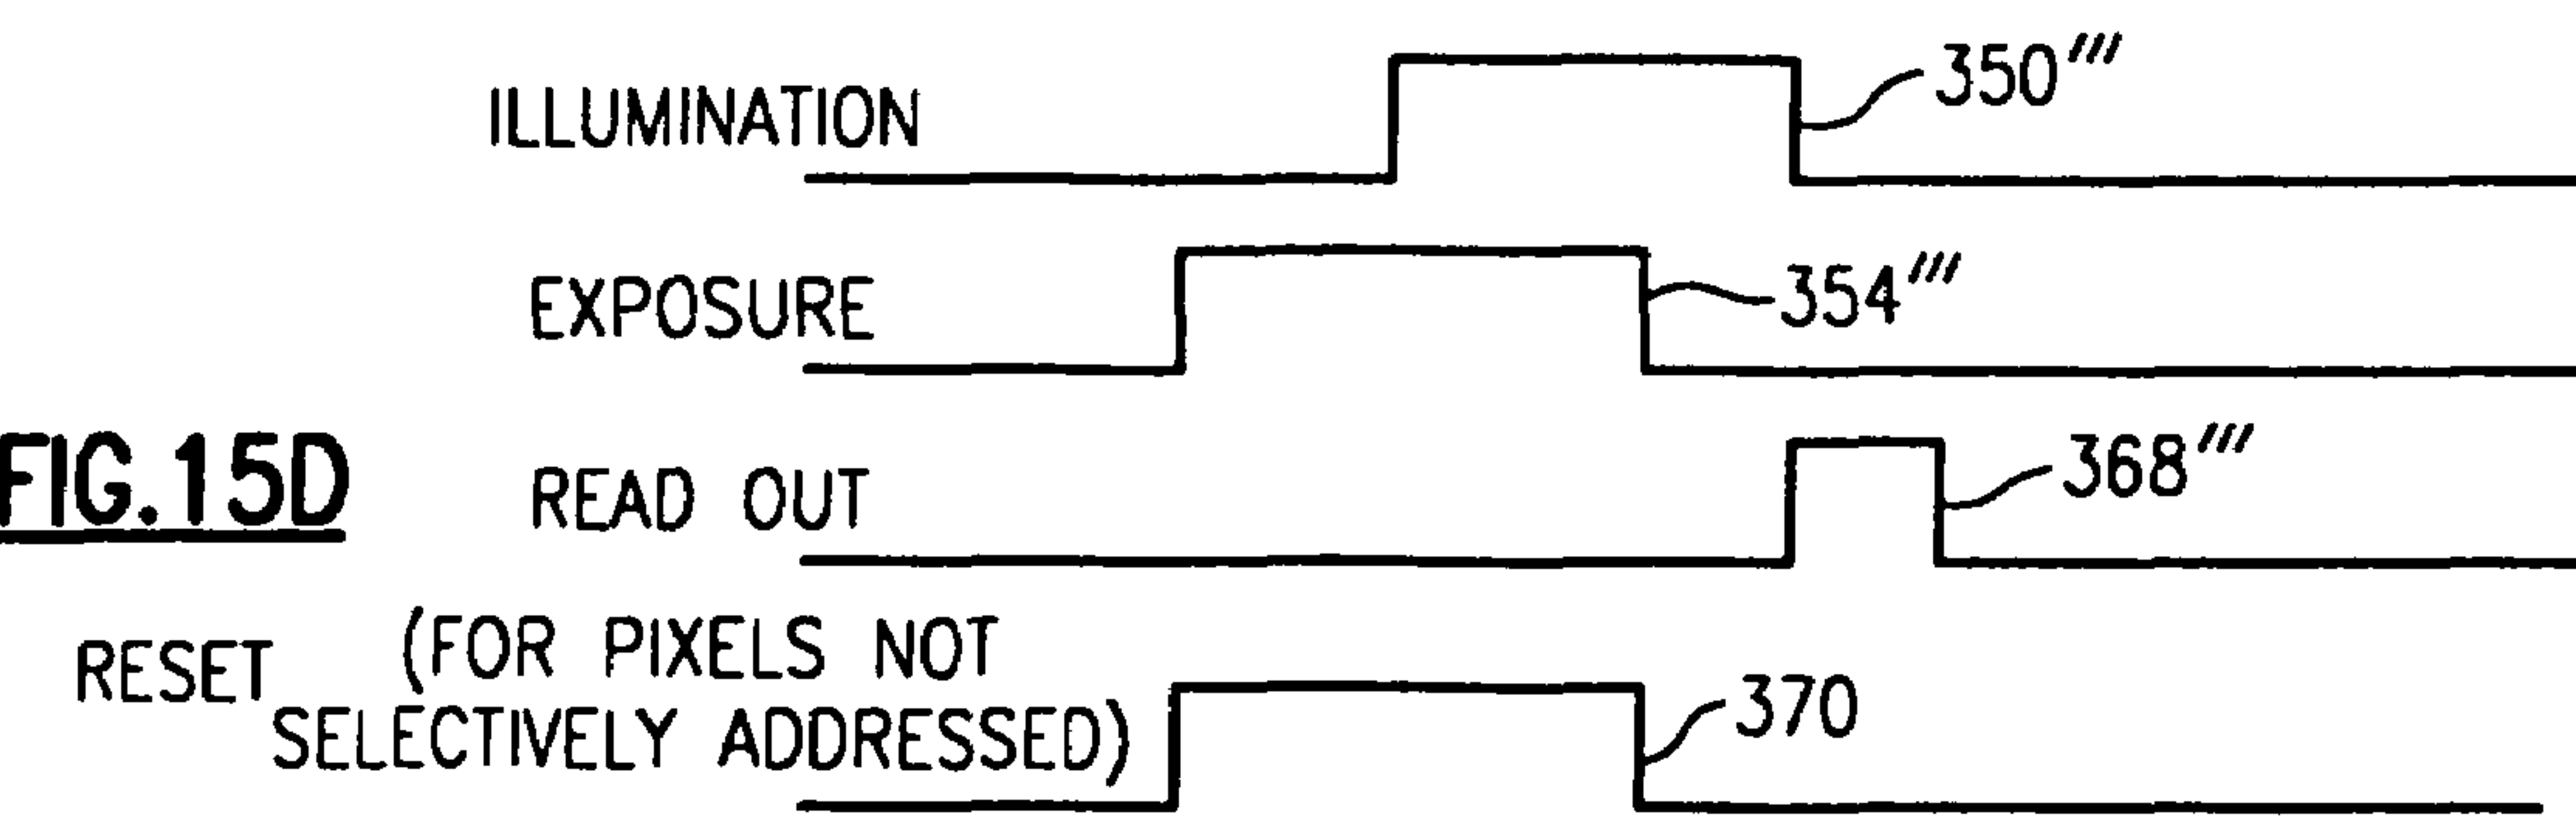 ILLUMINATION
350'''
EXPOSURE
354'''
FIG.15D
READ OUT
368'''
RESET (FOR PIXELS NOT
SELECTIVELY ADDRESSED)
370